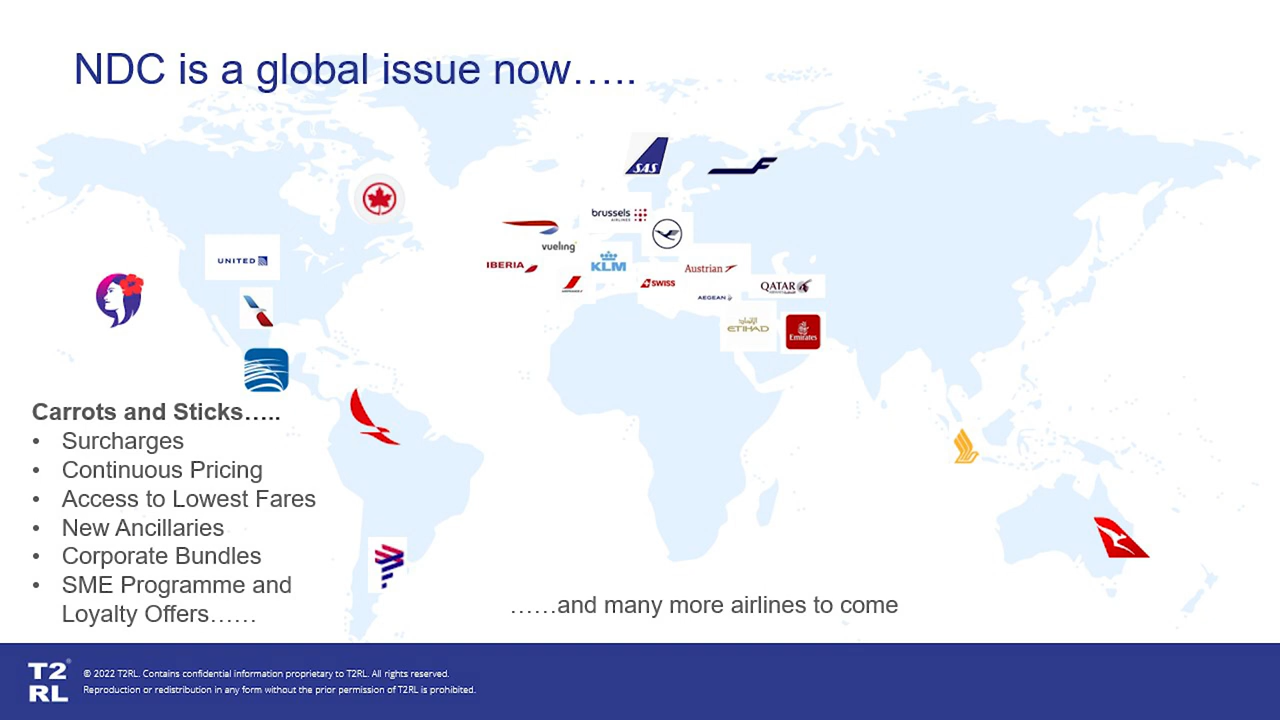 NDC is a global issue now…..
SAS
brussels
AIRLINES
vueling
UNITED
IBERIA
KLM
AIRFRANCE
SWISS
Austrian
AEGEAN
QATAR
الإتحاد
ETIHAD
Emirates
Carrots and Sticks…..
• Surcharges
• Continuous Pricing
• Access to Lowest Fares
• New Ancillaries
• Corporate Bundles
• SME Programme and
Loyalty Offers……
……and many more airlines to come
T2
RL
© 2022 T2RL. Contains confidential information proprietary to T2RL. All rights reserved.
Reproduction or redistribution in any form without the prior permission of T2RL is prohibited.